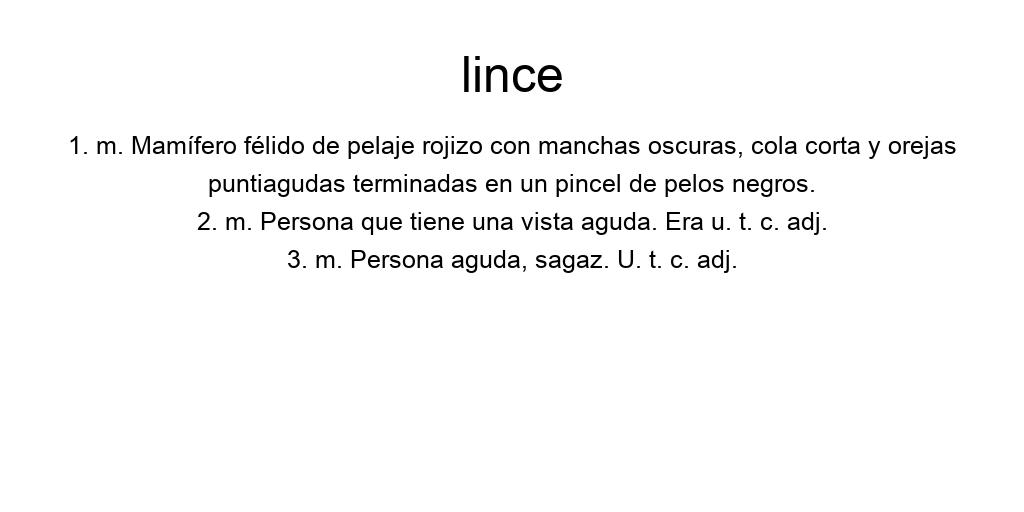 lince
1. m. Mamífero félido de pelaje rojizo con manchas oscuras, cola corta y orejas
puntiagudas terminadas en un pincel de pelos negros.
2. m. Persona que tiene una vista aguda. Era u. t. c. adj.
3. m. Persona aguda, sagaz. U. t. c. adj.